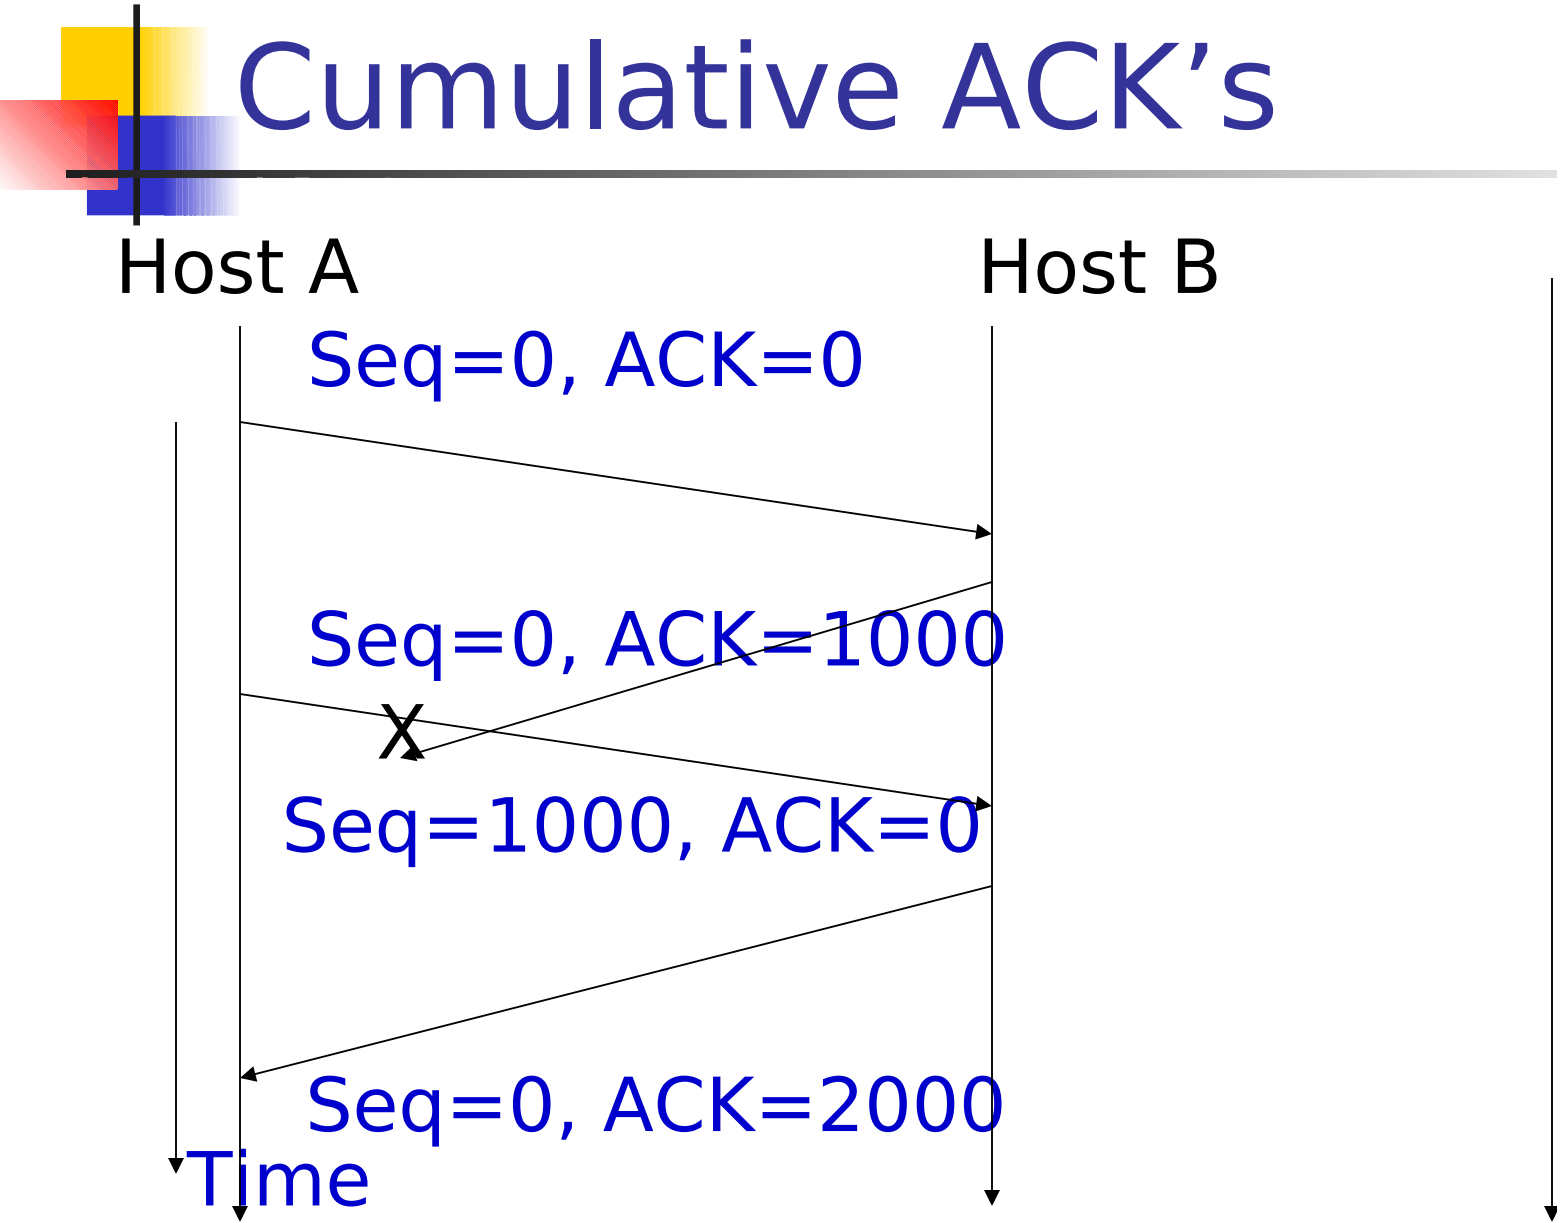 Cumulative ACK’s
Host A
Host B
Seq=0, ACK=0
Seq=0, ACK=1000
X
Seq=1000, ACK=0
Seq=0, ACK=2000
Time